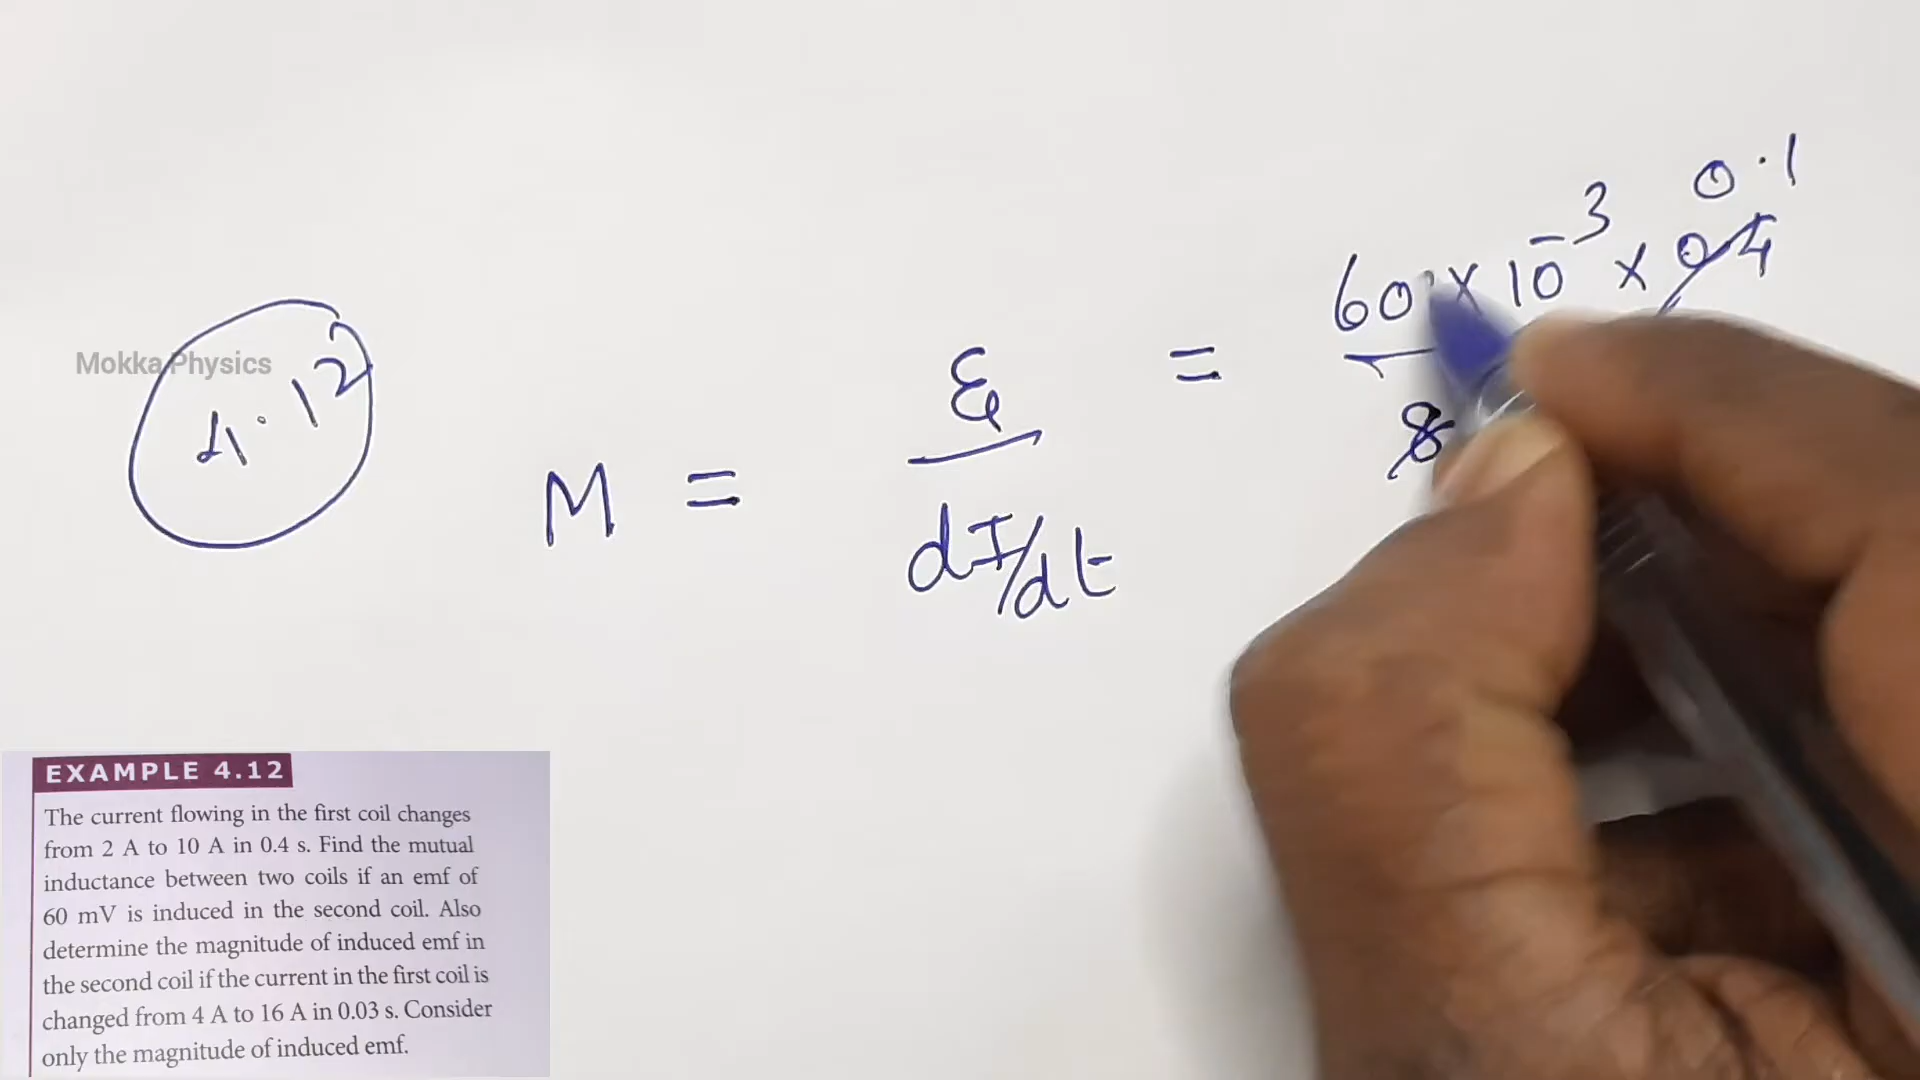 Mokka Physics
4.12
M = ε / dI/dt = 60 × 10⁻³ × 0.4
0.1
8
EXAMPLE 4.12
The current flowing in the first coil changes
from 2 A to 10 A in 0.4 s. Find the mutual
inductance between two coils if an emf of
60 mV is induced in the second coil. Also
determine the magnitude of induced emf in
the second coil if the current in the first coil is
changed from 4 A to 16 A in 0.03 s. Consider
only the magnitude of induced emf.